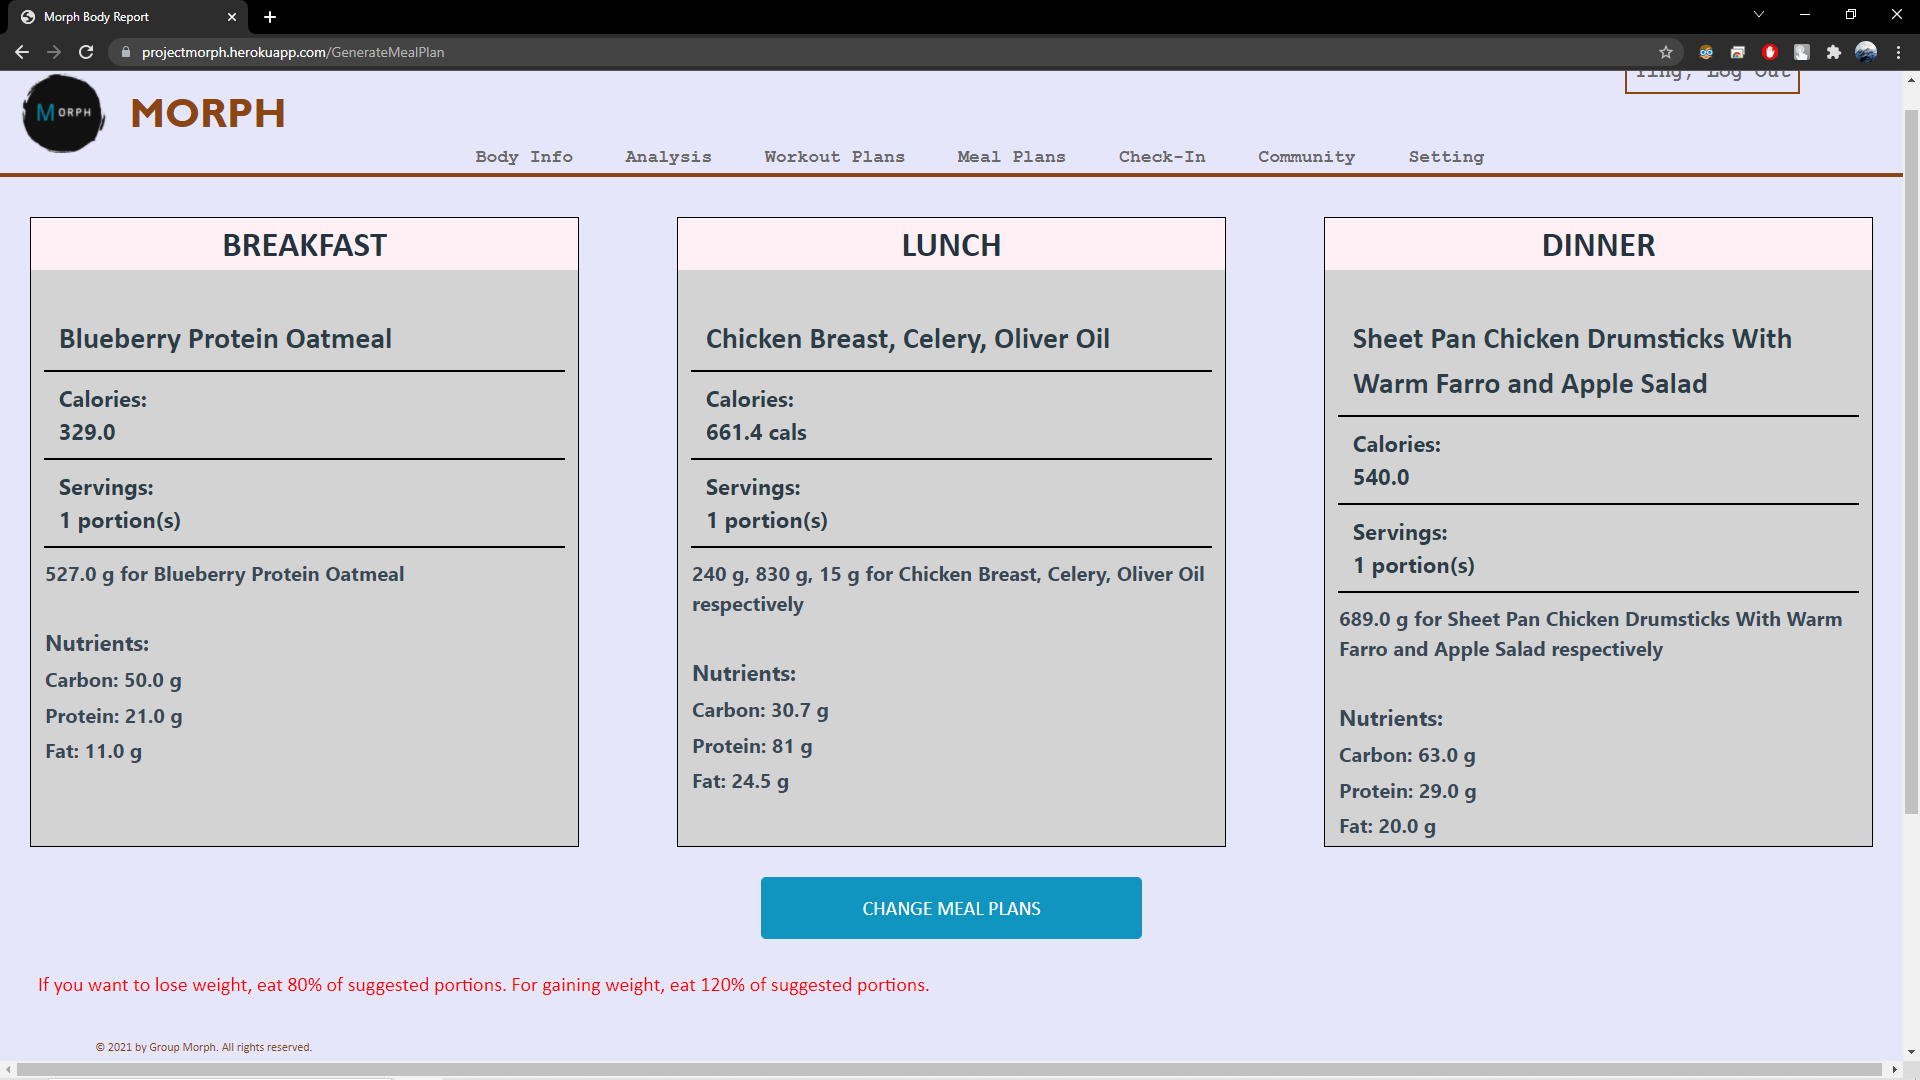 Morph Body Report
projectmorph.herokuapp.com/GenerateMealPlan
Ting, Log Out
MORPH
MORPH
Body Info Analysis Workout Plans Meal Plans Check-In Community Setting
BREAKFAST
Blueberry Protein Oatmeal
Calories:
329.0
Servings:
1 portion(s)
527.0 g for Blueberry Protein Oatmeal
Nutrients:
Carbon: 50.0 g
Protein: 21.0 g
Fat: 11.0 g
LUNCH
Chicken Breast, Celery, Oliver Oil
Calories:
661.4 cals
Servings:
1 portion(s)
240 g, 830 g, 15 g for Chicken Breast, Celery, Oliver Oil
respectively
Nutrients:
Carbon: 30.7 g
Protein: 81 g
Fat: 24.5 g
DINNER
Sheet Pan Chicken Drumsticks With
Warm Farro and Apple Salad
Calories:
540.0
Servings:
1 portion(s)
689.0 g for Sheet Pan Chicken Drumsticks With Warm
Farro and Apple Salad respectively
Nutrients:
Carbon: 63.0 g
Protein: 29.0 g
Fat: 20.0 g
CHANGE MEAL PLANS
If you want to lose weight, eat 80% of suggested portions. For gaining weight, eat 120% of suggested portions.
© 2021 by Group Morph. All rights reserved.